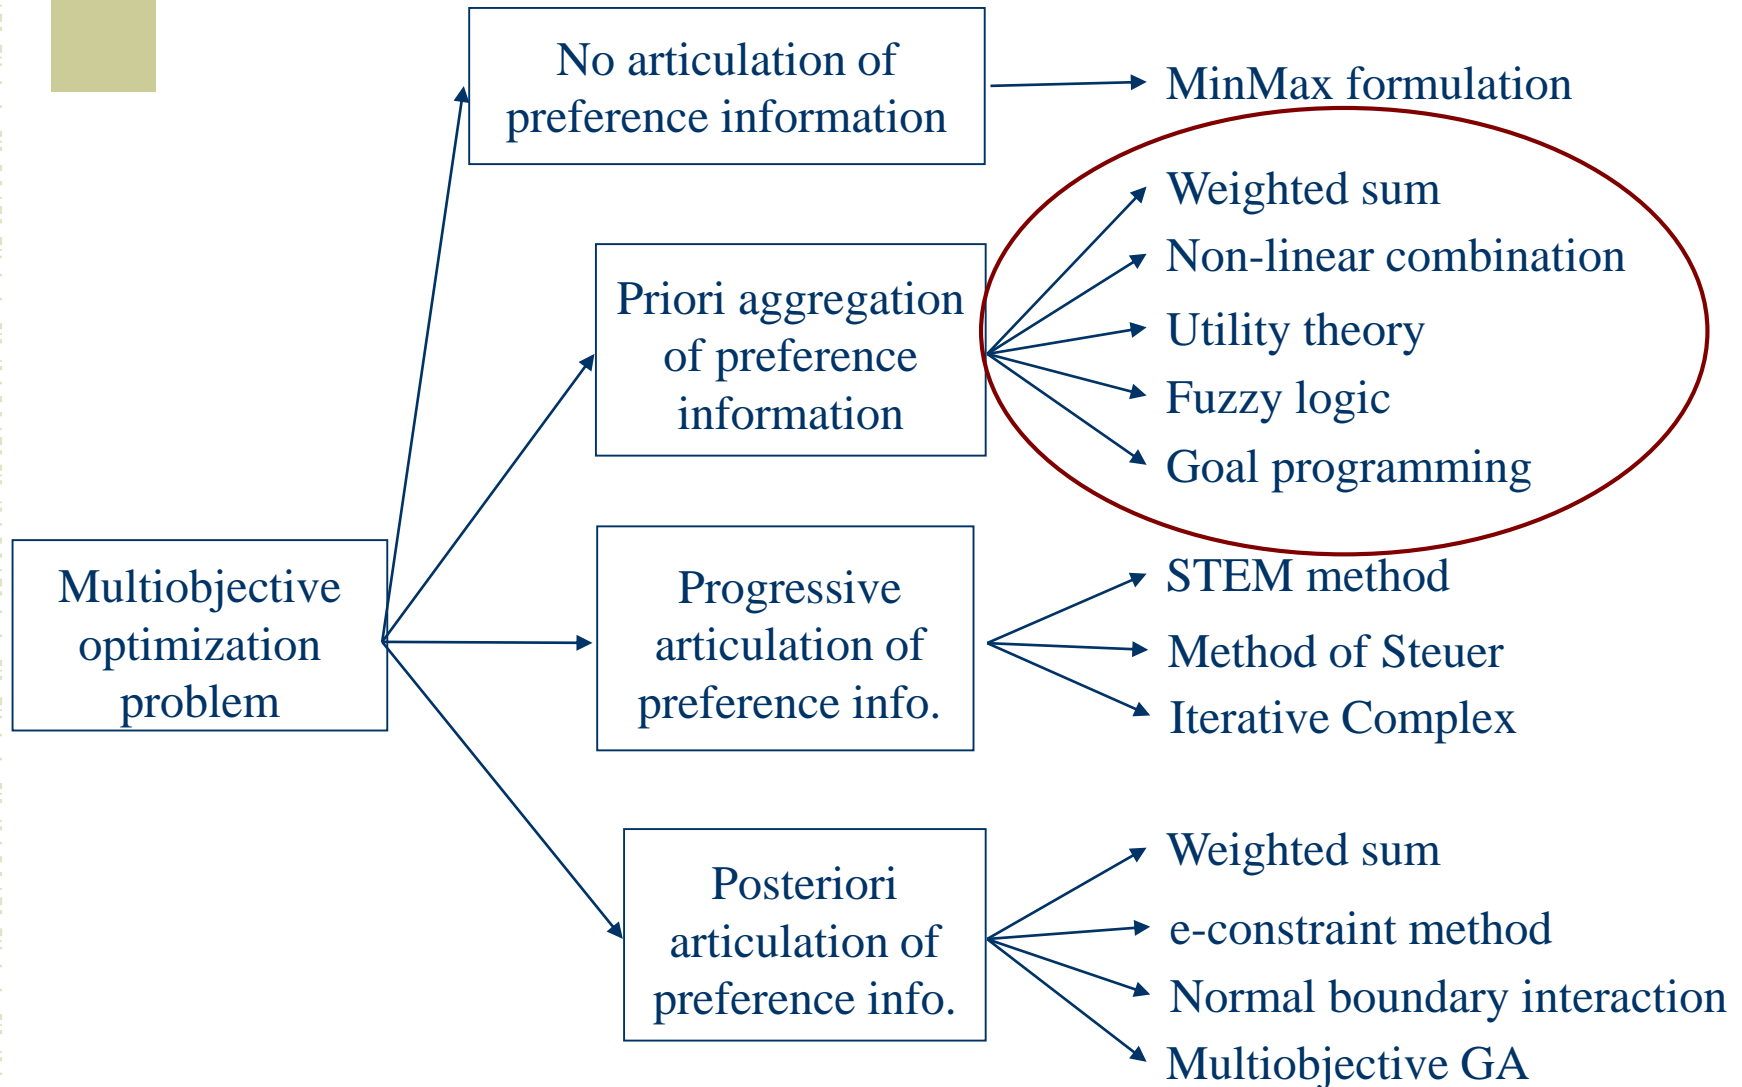 No articulation of
preference information
MinMax formulation
Weighted sum
Non-linear combination
Priori aggregation
of preference
information
Utility theory
Fuzzy logic
Goal programming
Multiobjective
optimization
problem
Progressive
articulation of
preference info.
STEM method
Method of Steuer
Iterative Complex
Posteriori
articulation of
preference info.
Weighted sum
e-constraint method
Normal boundary interaction
Multiobjective GA